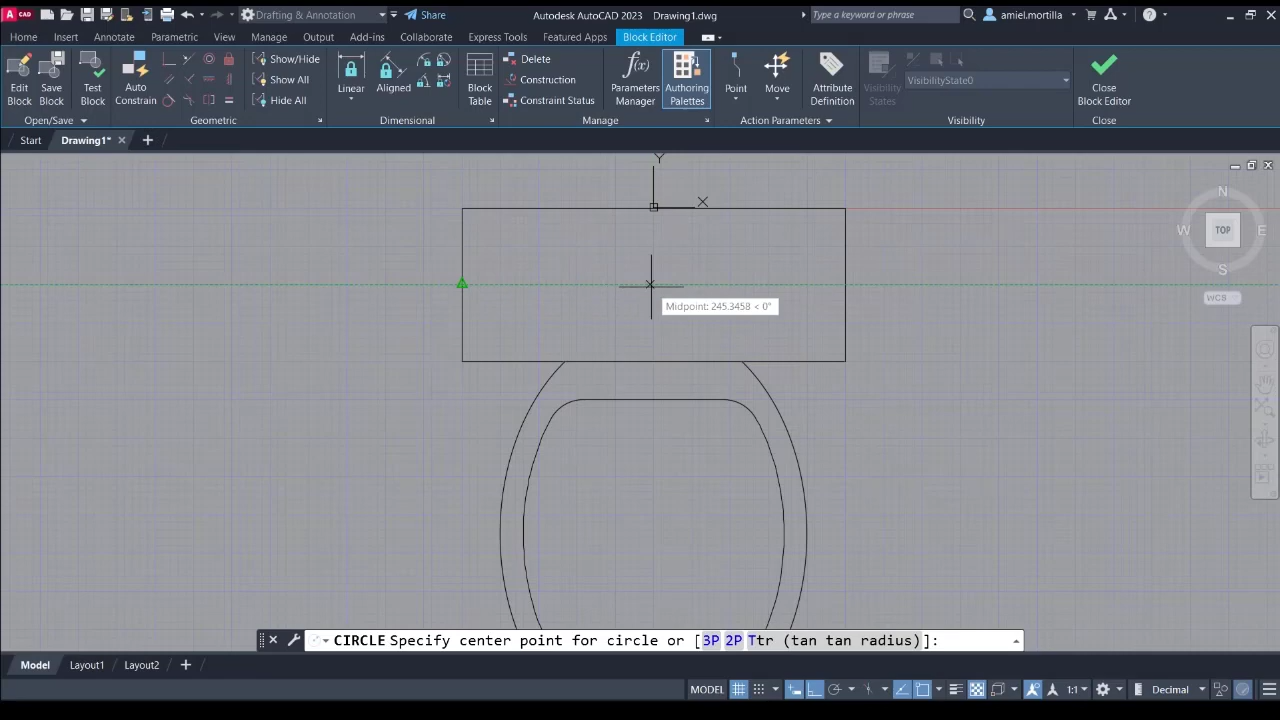 A CAD
Drafting & Annotation
Share
Autodesk AutoCAD 2023 Drawing1.dwg
Type a keyword or phrase
amiel.mortilla
Home Insert Annotate Parametric View Manage Output Add-ins Collaborate Express Tools Featured Apps Block Editor
Edit Block
Save Block
Test Block
Auto Constrain
Show/Hide
Show All
Hide All
Linear
Aligned
Block Table
Delete
Construction
Constraint Status
Parameters Manager
Authoring Palettes
Point
Move
Attribute Definition
Visibility States
VisibilityState0
Close Block Editor
Open/Save
Geometric
Dimensional
Manage
Action Parameters
Visibility
Close
Start
Drawing1*
Y
X
N
W
TOP
E
S
WCS
Midpoint: 245.3458 < 0°
CIRCLE Specify center point for circle or [3P 2P Ttr (tan tan radius)]:
Model Layout1 Layout2
MODEL
1:1
Decimal